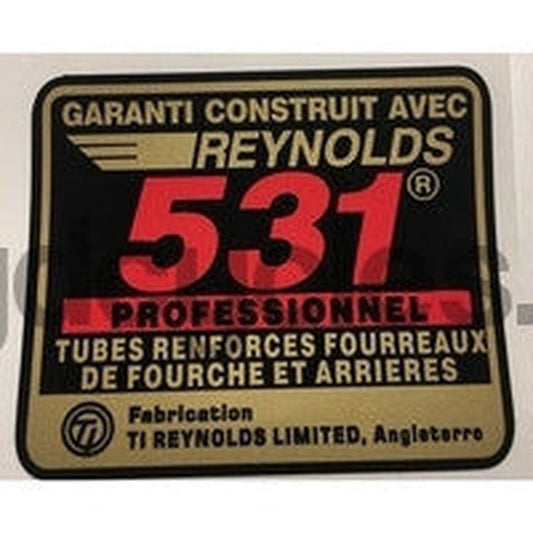 GARANTI CONSTRUIT AVEC
REYNOLDS
531®
PROFESSIONNEL
TUBES RENFORCES FOURREAUX
DE FOURCHE ET ARRIERES
TI
Fabrication
TI REYNOLDS LIMITED, Angleterre